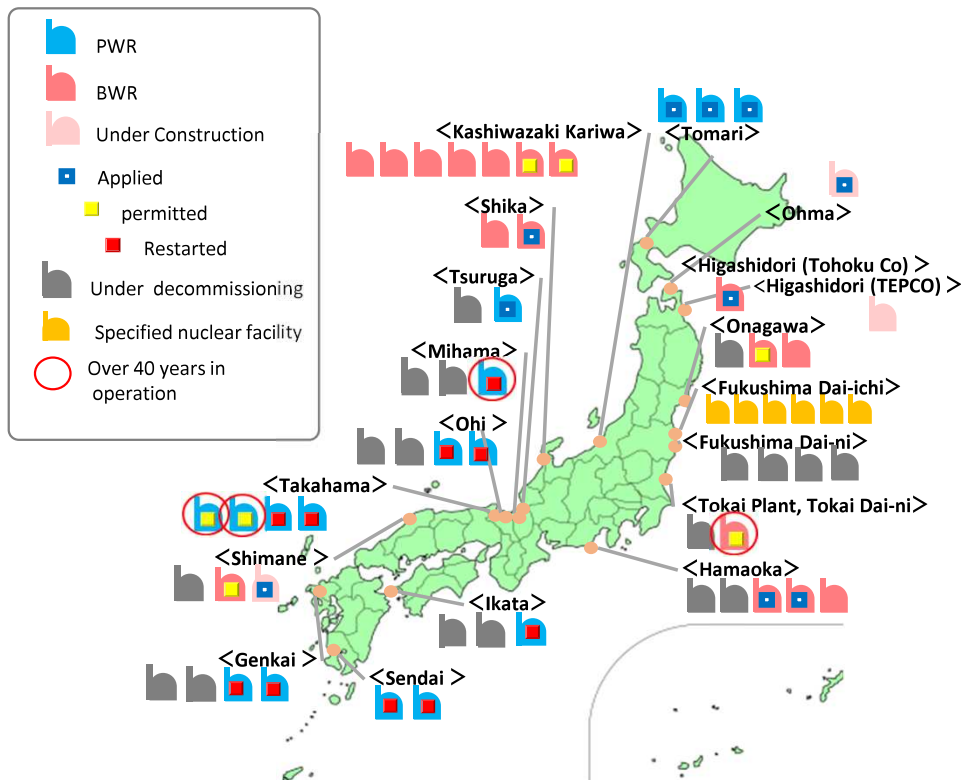 PWR
BWR
Under Construction
Applied
permitted
Restarted
Under decommissioning
Specified nuclear facility
Over 40 years in
operation
<Kashiwazaki Kariwa>
<Tomari>
<Shika>
<Ohma>
<Tsuruga>
<Higashidori (Tohoku Co) >
<Higashidori (TEPCO) >
<Onagawa>
<Mihama>
<Fukushima Dai-ichi>
<Ohi >
<Fukushima Dai-ni>
<Takahama>
<Tokai Plant, Tokai Dai-ni>
<Shimane >
<Hamaoka>
<Ikata>
<Genkai>
<Sendai >